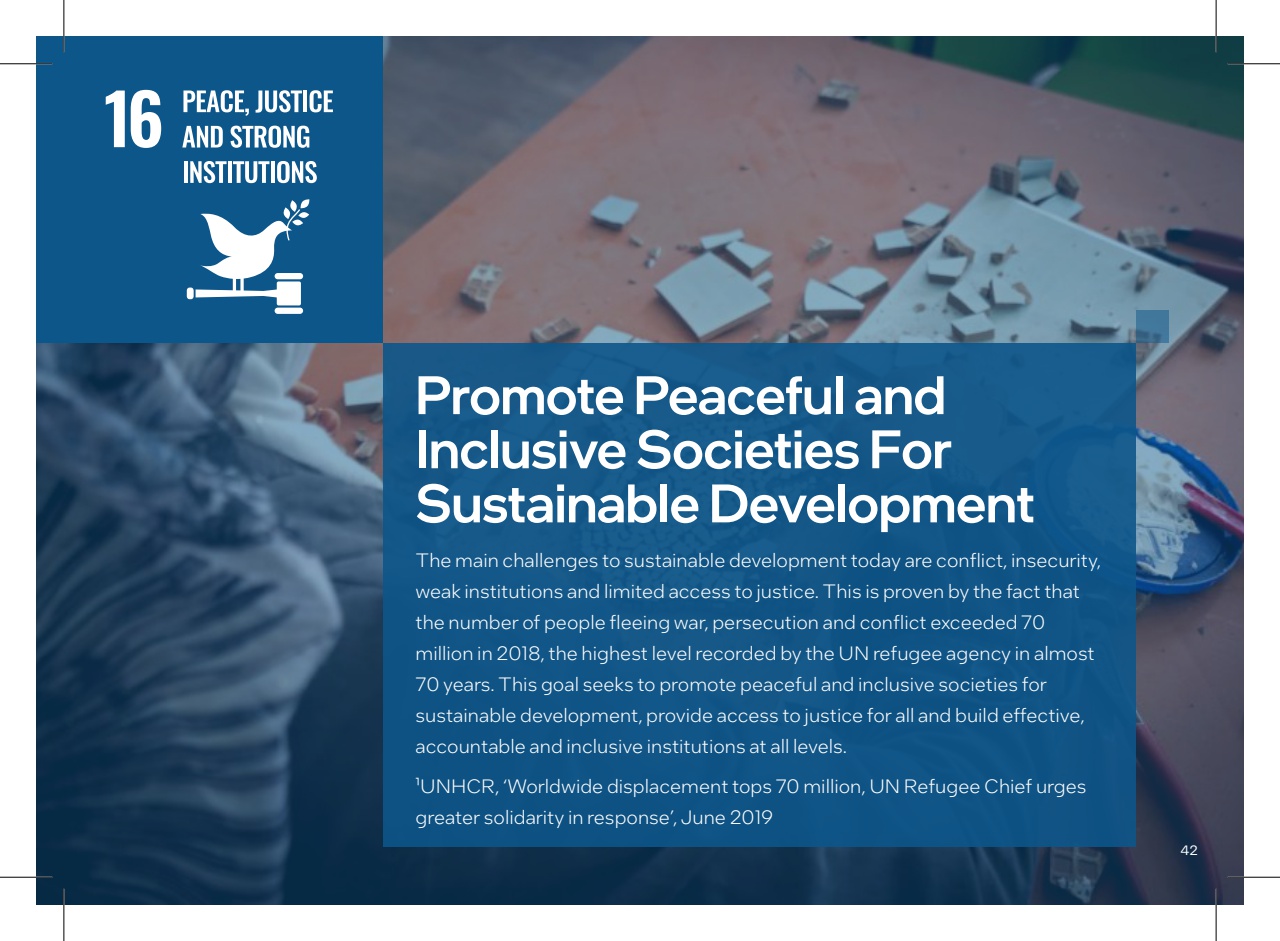 16
PEACE, JUSTICE
AND STRONG
INSTITUTIONS
Promote Peaceful and
Inclusive Societies For
Sustainable Development
The main challenges to sustainable development today are conflict, insecurity,
weak institutions and limited access to justice. This is proven by the fact that
the number of people fleeing war, persecution and conflict exceeded 70
million in 2018, the highest level recorded by the UN refugee agency in almost
70 years. This goal seeks to promote peaceful and inclusive societies for
sustainable development, provide access to justice for all and build effective,
accountable and inclusive institutions at all levels.
¹UNHCR, ‘Worldwide displacement tops 70 million, UN Refugee Chief urges
greater solidarity in response’, June 2019
42